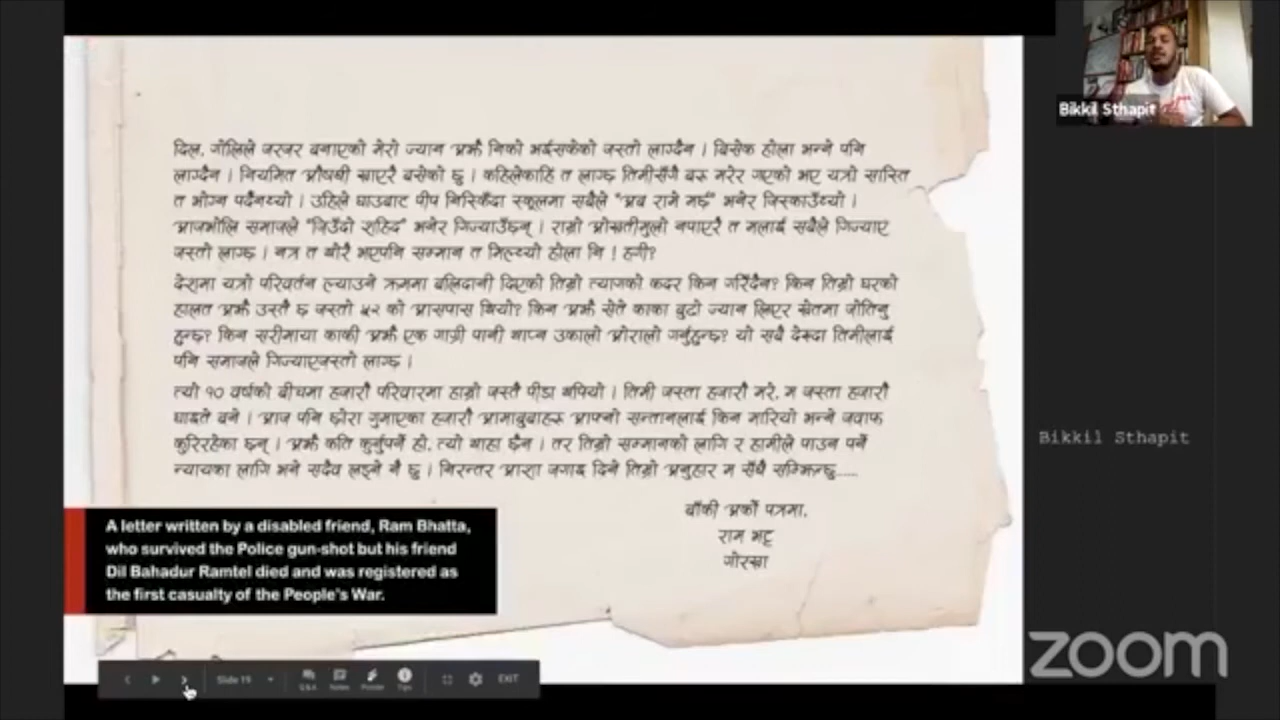 दिल, गोलिले जरजर बनाएको मेरो ज्यान अझै निको भईसकेको जस्तो लाग्दैन । बिसेक होला भन्ने पनि
लाग्दैन । नियमित औषधी खाएरै बसेको छु । कहिलेकाहिं त लाग्छ तिमीसँगै बरू मरेर गएको भए यत्रो सास्ति
त भोग्न पर्दैनथ्यो । उहिले घाउबाट पीप निस्किँदा स्कूलमा सबैले "अब रामे मर्छ" भनेर जिस्काउँथ्यो ।
आजभोलि समाजले "जिउँदो शहिद" भनेर गिज्याउँछन् । राम्रो ओखतीमुलो नपाएरै त मलाई सबैले गिज्याए
जस्तो लाग्छ । नत्र त थोरै भएपनि सम्मान त मिल्थ्यो होला नि ! हगी?
देशमा यत्रो परिवर्तन ल्याउने क्रममा बलिदानी दिएको तिम्रो त्यागको कदर किन गरिँदैन? किन तिम्रो घरको
हालत अझै उस्तै छ जस्तो ५२ को आसपास थियो? किन अझै सेते काका बुढो ज्यान लिएर खेतमा जोतिनु
हुन्छ? किन सरीमाया काकी अझै एक गाग्री पानी थाप्न उकालो ओरालो गर्नुहुन्छ? यो सबै देख्दा तिमीलाई
पनि समाजले गिज्याएजस्तो लाग्छ ।
त्यो १० वर्षको बीचमा हजारौ परिवारमा हाम्रो जस्तै पीडा थपियो । तिमी जस्ता हजारौ मरे, म जस्ता हजारौ
घाइते बने । आज पनि छोरा गुमाएका हजारौ आमाबुबाहरू आफ्नो सन्तानलाई किन मारियो भन्ने जवाफ
कुरिरहेका छन् । अझै कति कुर्नुपर्ने हो, त्यो थाहा छैन । तर तिम्रो सम्मानको लागि र हामीले पाउन पर्ने
न्यायका लागि भने सदैव लड्ने नै छु । निरन्तर आशा जगाइ दिने तिम्रो अनुहार म सँधै सम्झिन्छु......
बाँकी अर्को पत्रमा,
राम भट्ट
गोरखा
A letter written by a disabled friend, Ram Bhatta,
who survived the Police gun-shot but his friend
Dil Bahadur Ramtel died and was registered as
the first casualty of the People's War.
Slide 19
Q&A
Notes
Pointer
Tips
EXIT
Bikkil Sthapit
Bikkil Sthapit
zoom